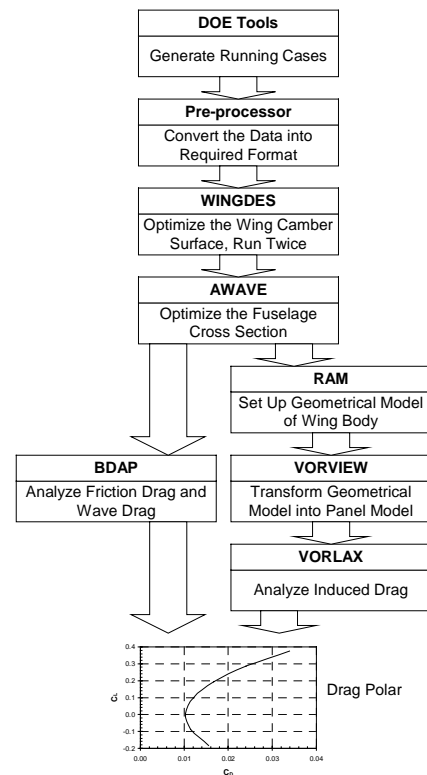 DOE Tools
Generate Running Cases
Pre-processor
Convert the Data into
Required Format
WINGDES
Optimize the Wing Camber
Surface, Run Twice
AWAVE
Optimize the Fuselage
Cross Section
RAM
Set Up Geometrical Model
of Wing Body
BDAP
Analyze Friction Drag and
Wave Drag
VORVIEW
Transform Geometrical
Model into Panel Model
VORLAX
Analyze Induced Drag
0.4
0.3
0.2
0.1
0.0
-0.1
-0.2
CL
0.00
0.01
0.02
0.03
0.04
CD
Drag Polar